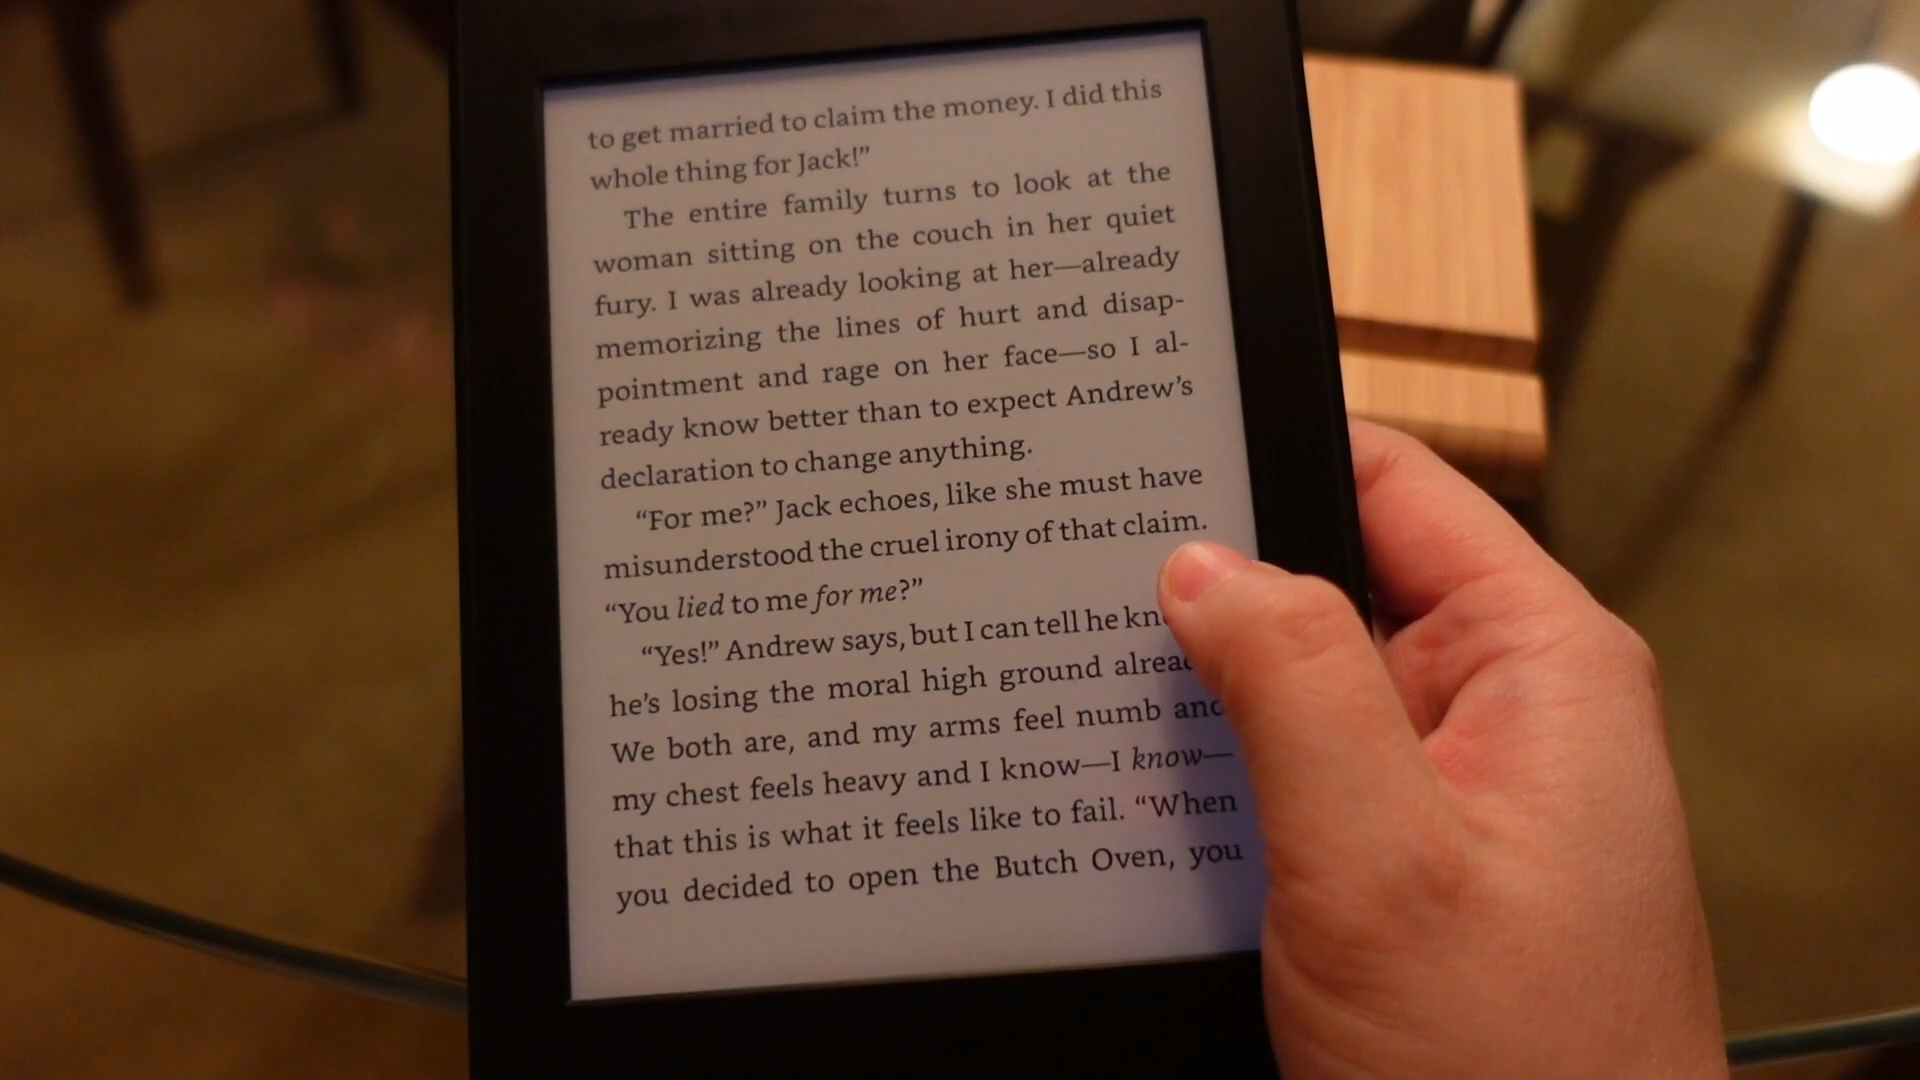 to get married to claim the money. I did this
whole thing for Jack!”
The entire family turns to look at the
woman sitting on the couch in her quiet
fury. I was already looking at her—already
memorizing the lines of hurt and disap-
pointment and rage on her face—so I al-
ready know better than to expect Andrew’s
declaration to change anything.
“For me?” Jack echoes, like she must have
misunderstood the cruel irony of that claim.
“You lied to me for me?”
“Yes!” Andrew says, but I can tell he
he’s losing the moral high ground
We both are, and my arms feel numb and
my chest feels heavy and I know—I know—
that this is what it feels like to fail. “When
you decided to open the Butch Oven, you